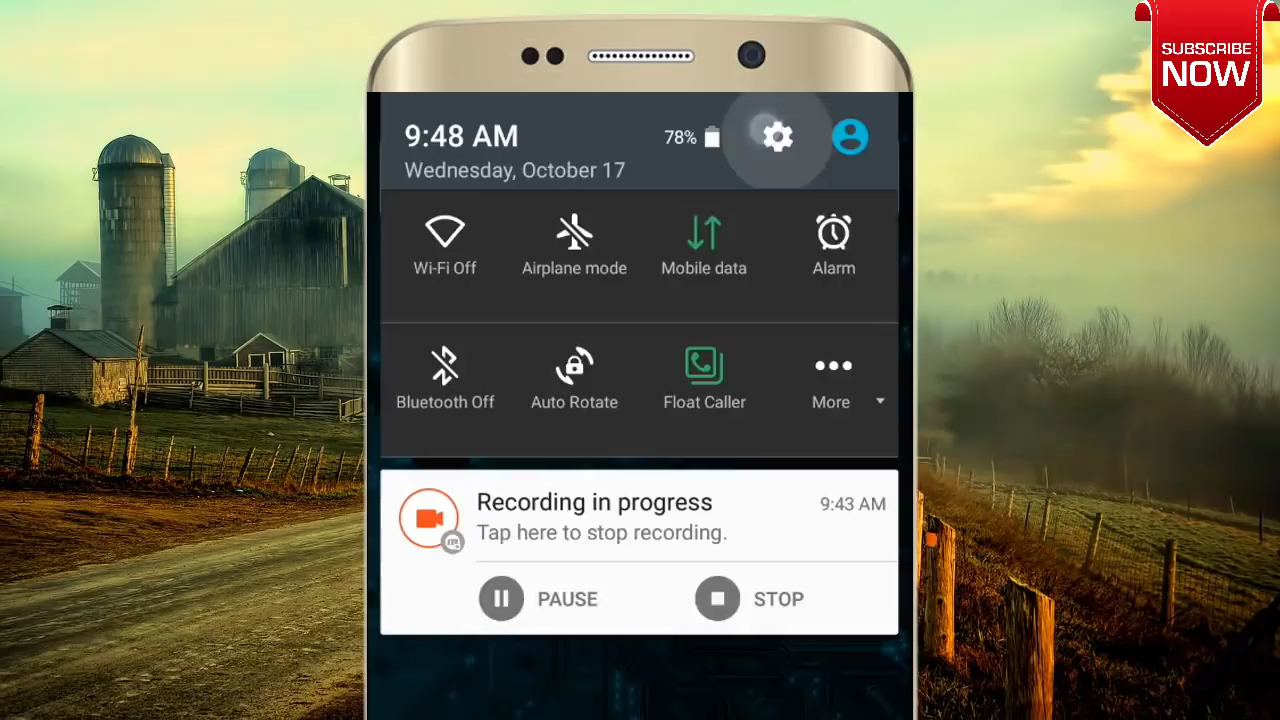 SUBSCRIBE
NOW
9:48 AM
78%
Wednesday, October 17
Wi-Fi Off
Airplane mode
Mobile data
Alarm
Bluetooth Off
Auto Rotate
Float Caller
More
Recording in progress
9:43 AM
Tap here to stop recording.
PAUSE
STOP